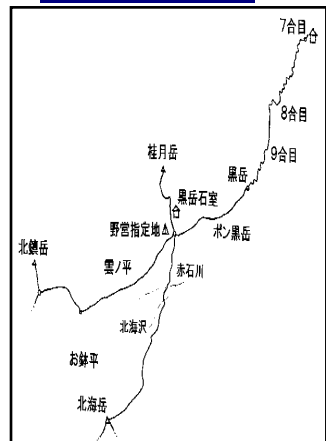 7合目
8合目
9合目
桂月岳
黒岳
黒岳石室
野営指定地
ポン黒岳
北鎮岳
雲ノ平
赤石川
北海沢
お鉢平
北海岳